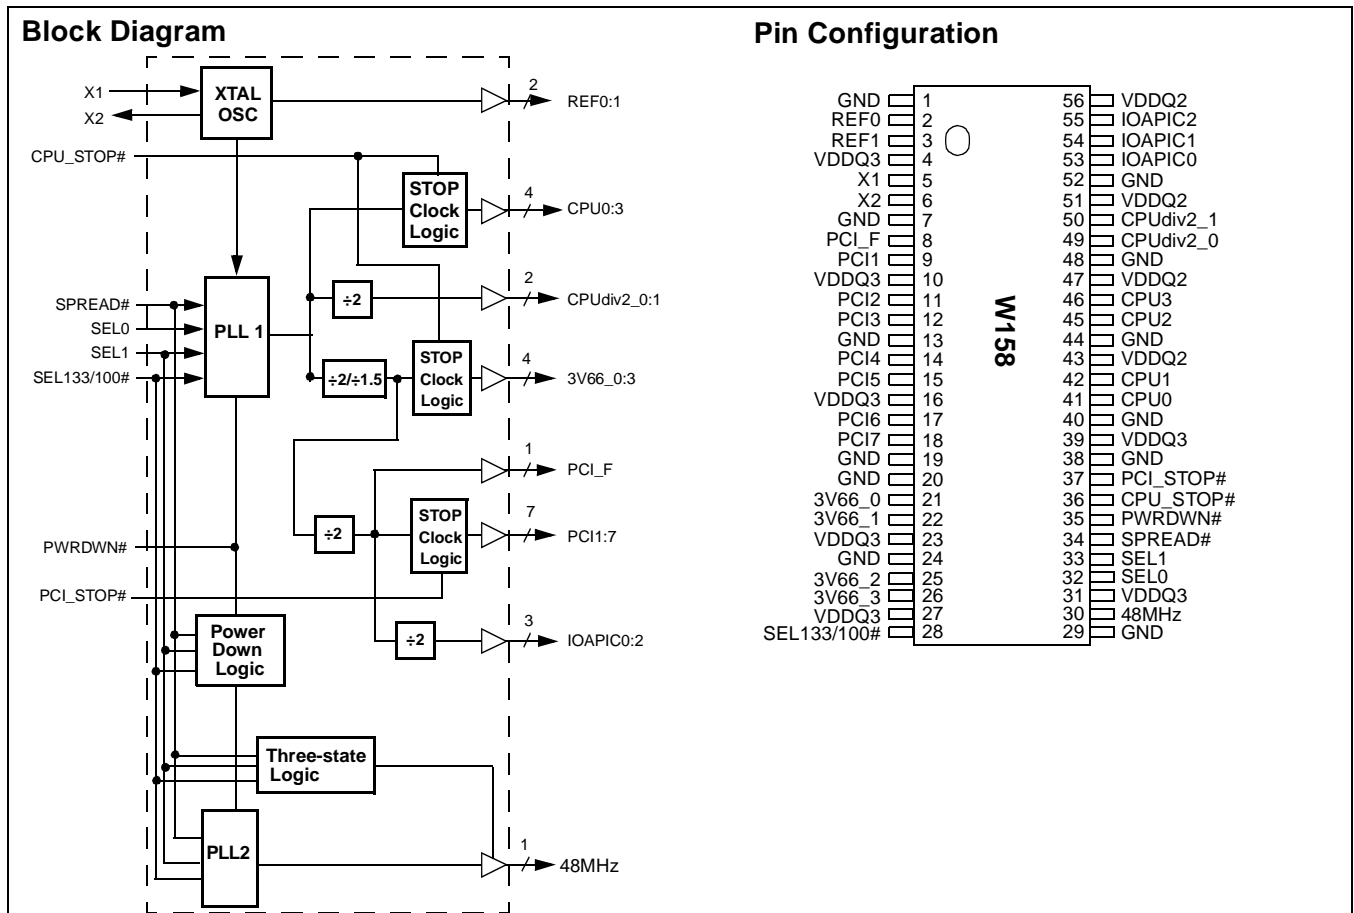 Block Diagram
X1
X2
XTAL
OSC
2
REF0:1
CPU_STOP#
STOP
Clock
Logic
4
CPU0:3
SPREAD#
SEL0
SEL1
SEL133/100#
PLL 1
÷2
2
CPUdiv2_0:1
÷2/÷1.5
STOP
Clock
Logic
4
3V66_0:3
1
PCI_F
÷2
STOP
Clock
Logic
7
PCI1:7
PWRDWN#
PCI_STOP#
Power
Down
Logic
÷2
3
IOAPIC0:2
Three-state
Logic
PLL2
1
48MHz
Pin Configuration
GND 1
REF0 2
REF1 3
VDDQ3 4
X1 5
X2 6
GND 7
PCI_F 8
PCI1 9
VDDQ3 10
PCI2 11
PCI3 12
GND 13
PCI4 14
PCI5 15
VDDQ3 16
PCI6 17
PCI7 18
GND 19
GND 20
3V66_0 21
3V66_1 22
VDDQ3 23
GND 24
3V66_2 25
3V66_3 26
VDDQ3 27
SEL133/100# 28
W158
56 VDDQ2
55 IOAPIC2
54 IOAPIC1
53 IOAPIC0
52 GND
51 VDDQ2
50 CPUdiv2_1
49 CPUdiv2_0
48 GND
47 VDDQ2
46 CPU3
45 CPU2
44 GND
43 VDDQ2
42 CPU1
41 CPU0
40 GND
39 VDDQ3
38 GND
37 PCI_STOP#
36 CPU_STOP#
35 PWRDWN#
34 SPREAD#
33 SEL1
32 SEL0
31 VDDQ3
30 48MHz
29 GND